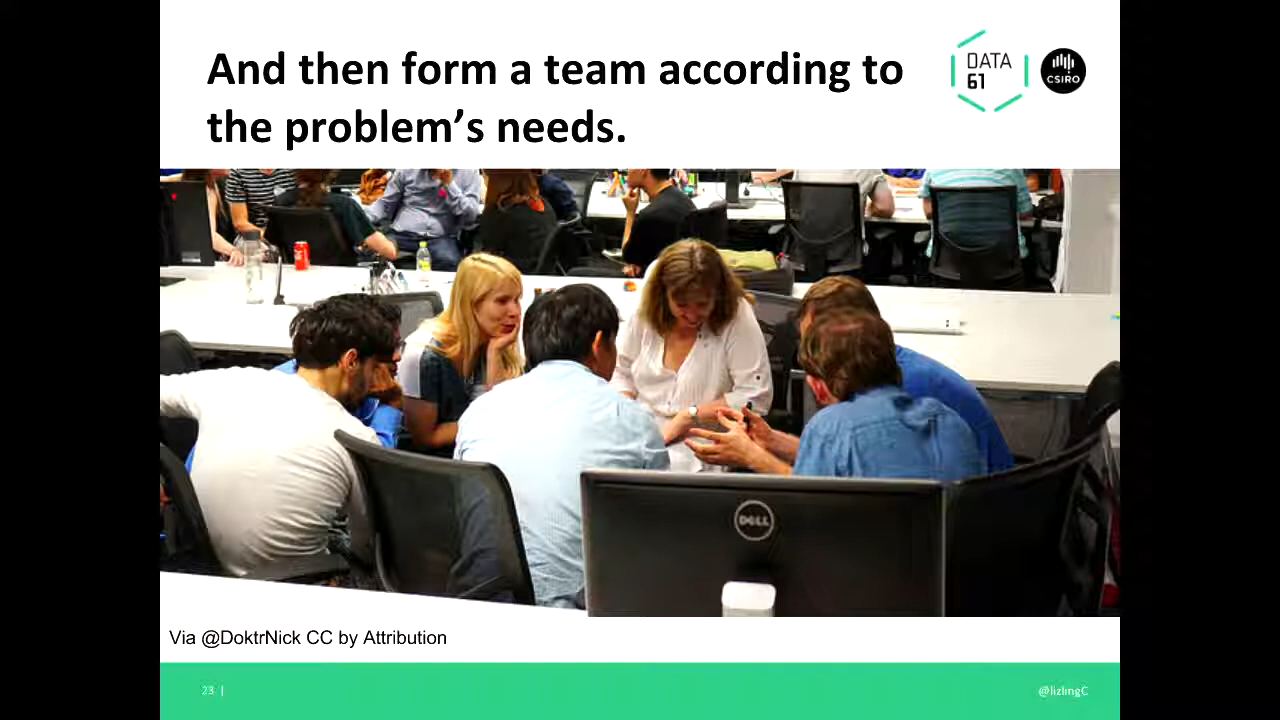 And then form a team according to
the problem’s needs.
DATA
61
CSIRO
DELL
Via @DoktrNick CC by Attribution
23 |
@lizlingC